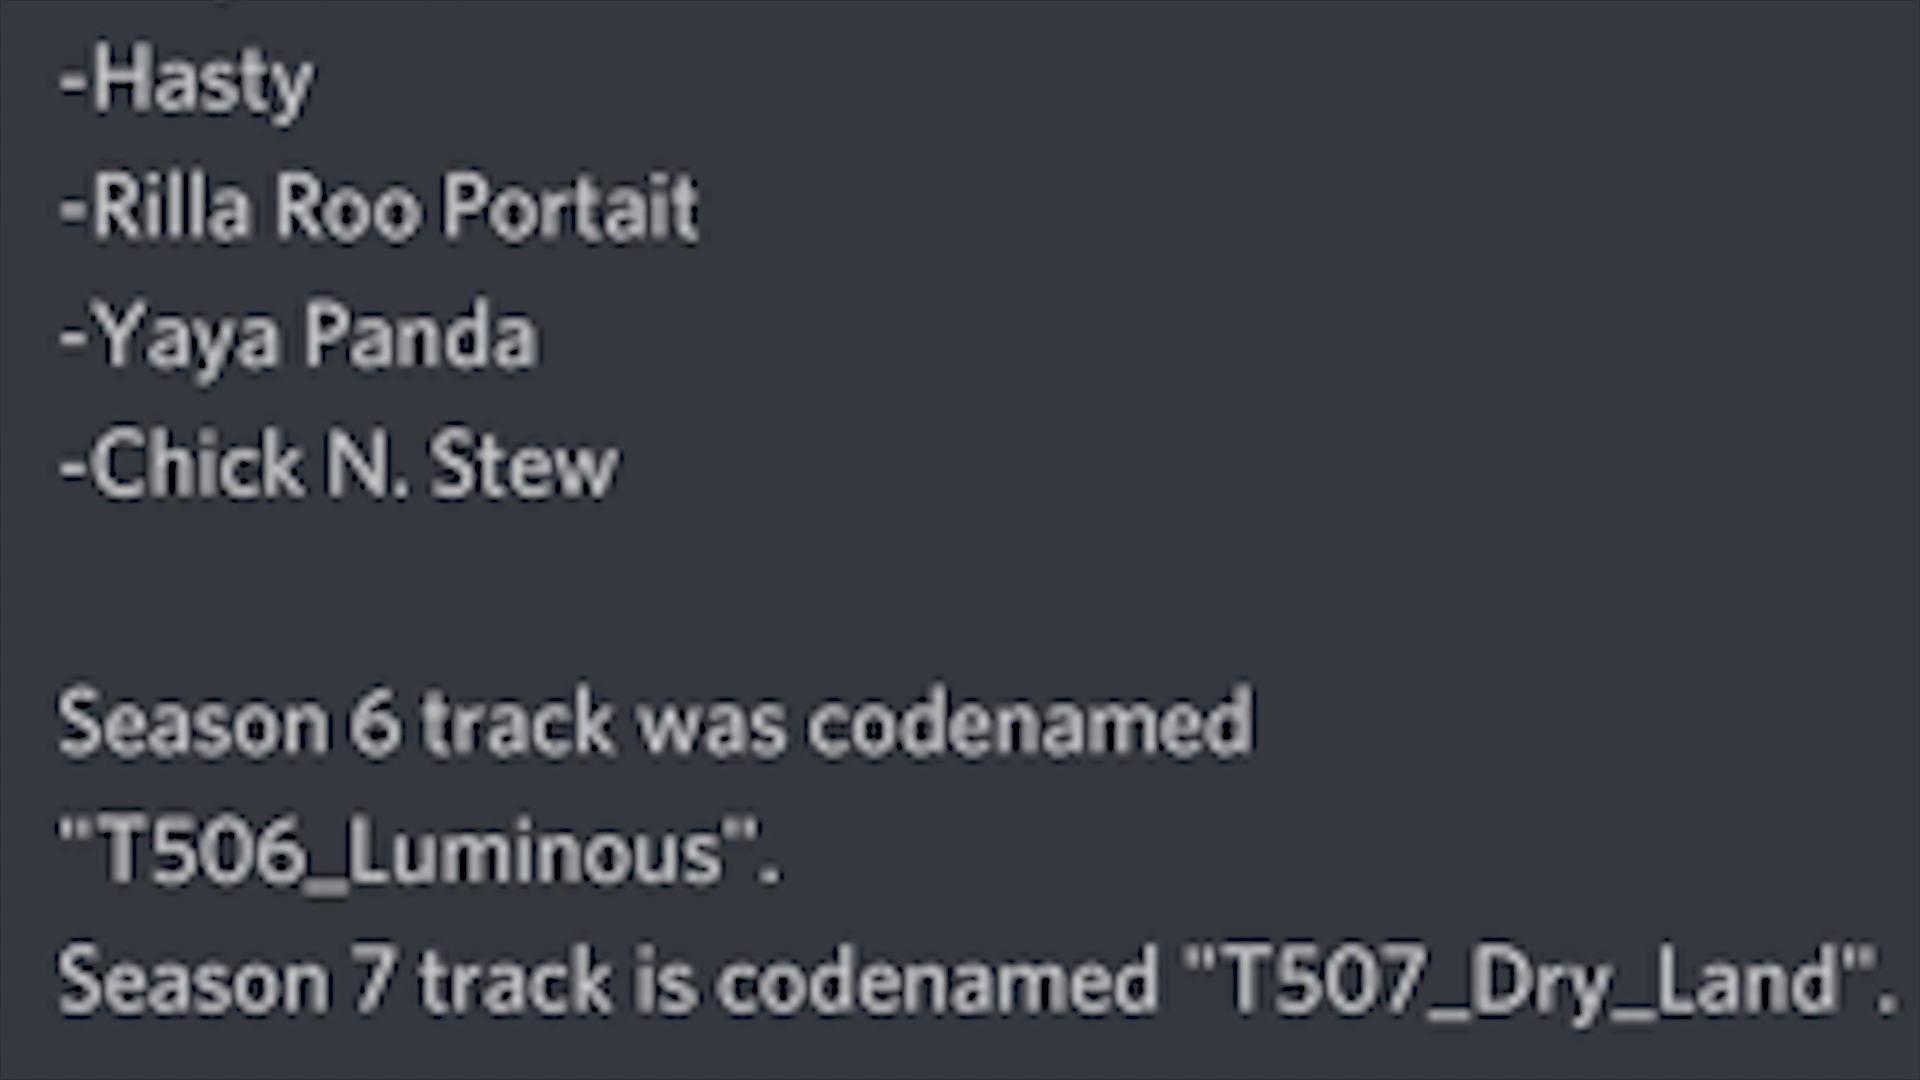 -Hasty
-Rilla Roo Portait
-Yaya Panda
-Chick N. Stew
Season 6 track was codenamed
"T506_Luminous".
Season 7 track is codenamed "T507_Dry_Land".